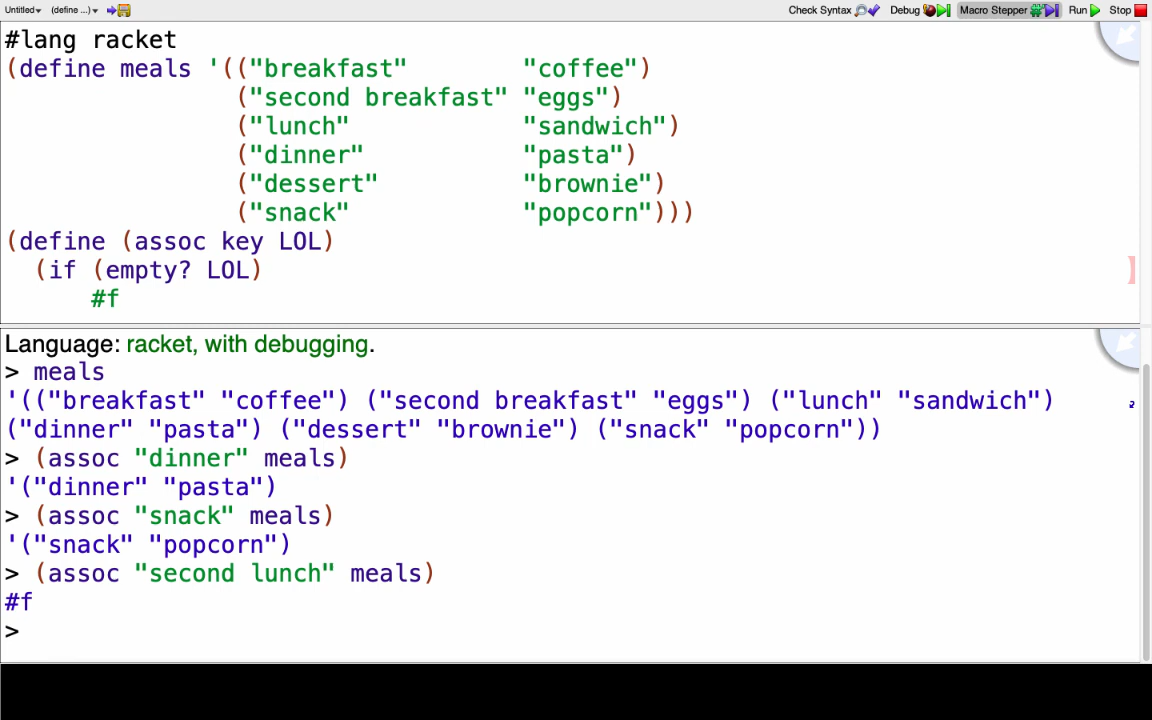 Untitled (define ...) Check Syntax Debug Macro Stepper Run Stop
#lang racket
(define meals '(("breakfast" "coffee")
("second breakfast" "eggs")
("lunch" "sandwich")
("dinner" "pasta")
("dessert" "brownie")
("snack" "popcorn")))
(define (assoc key LOL)
(if (empty? LOL)
#f
Language: racket, with debugging.
> meals
'(("breakfast" "coffee") ("second breakfast" "eggs") ("lunch" "sandwich")
("dinner" "pasta") ("dessert" "brownie") ("snack" "popcorn"))
> (assoc "dinner" meals)
'("dinner" "pasta")
> (assoc "snack" meals)
'("snack" "popcorn")
> (assoc "second lunch" meals)
#f
>